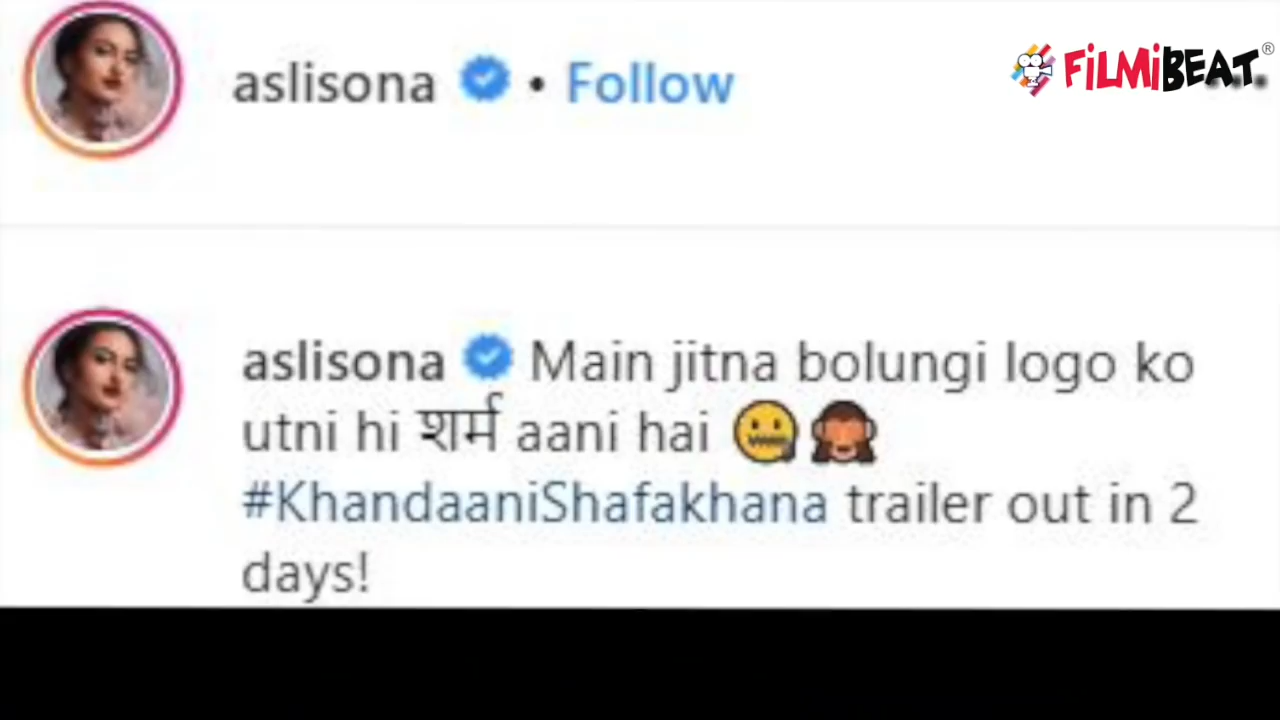 aslisona • Follow
FiLMiBEAT®
aslisona Main jitna bolungi logo ko
utni hi शर्म aani hai 🤐🙈
#KhandaaniShafakhana trailer out in 2
days!